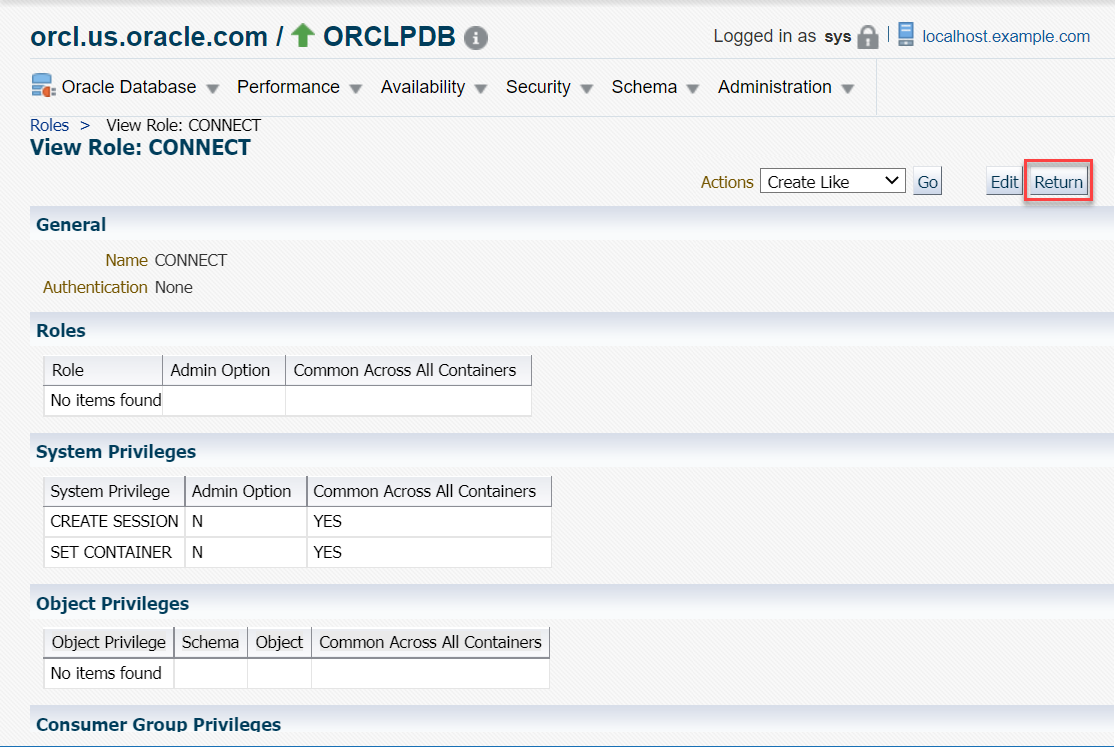 orcl.us.oracle.com / ORCLPDB i Logged in as sys localhost.example.com
Oracle Database Performance Availability Security Schema Administration
Roles > View Role: CONNECT
View Role: CONNECT
Actions Create Like Go Edit Return
General
Name CONNECT
Authentication None
Roles
Role Admin Option Common Across All Containers
No items found
System Privileges
System Privilege Admin Option Common Across All Containers
CREATE SESSION N YES
SET CONTAINER N YES
Object Privileges
Object Privilege Schema Object Common Across All Containers
No items found
Consumer Group Privileges